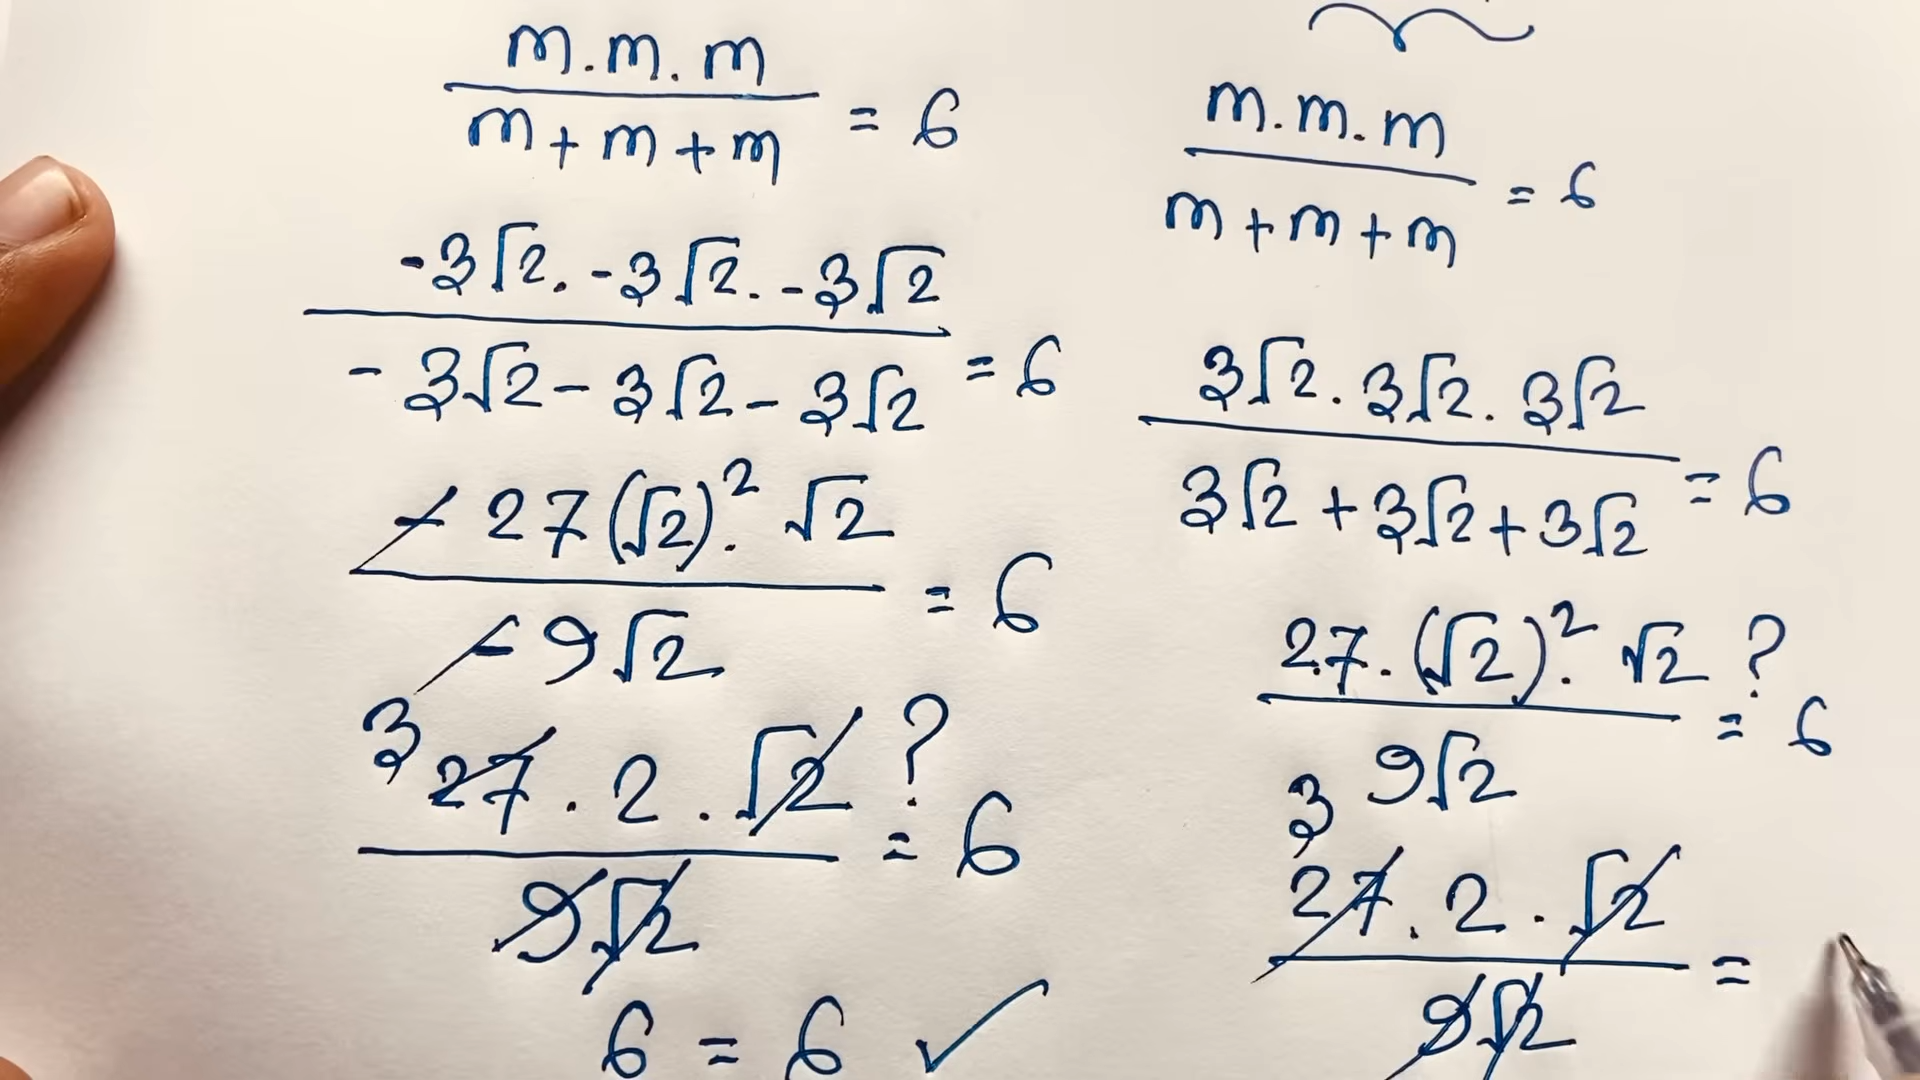 m.m.m
m+m+m = 6
-3√2.-3√2.-3√2
-3√2-3√2-3√2 = 6
-27(√2)².√2
-9√2 = 6
3
27.2.√2 ?
9√2 = 6
6 = 6 ✓
m.m.m
m+m+m = 6
3√2.3√2.3√2
3√2+3√2+3√2 = 6
27.(√2)².√2 ?
9√2 = 6
3
27.2.√2
9√2 =